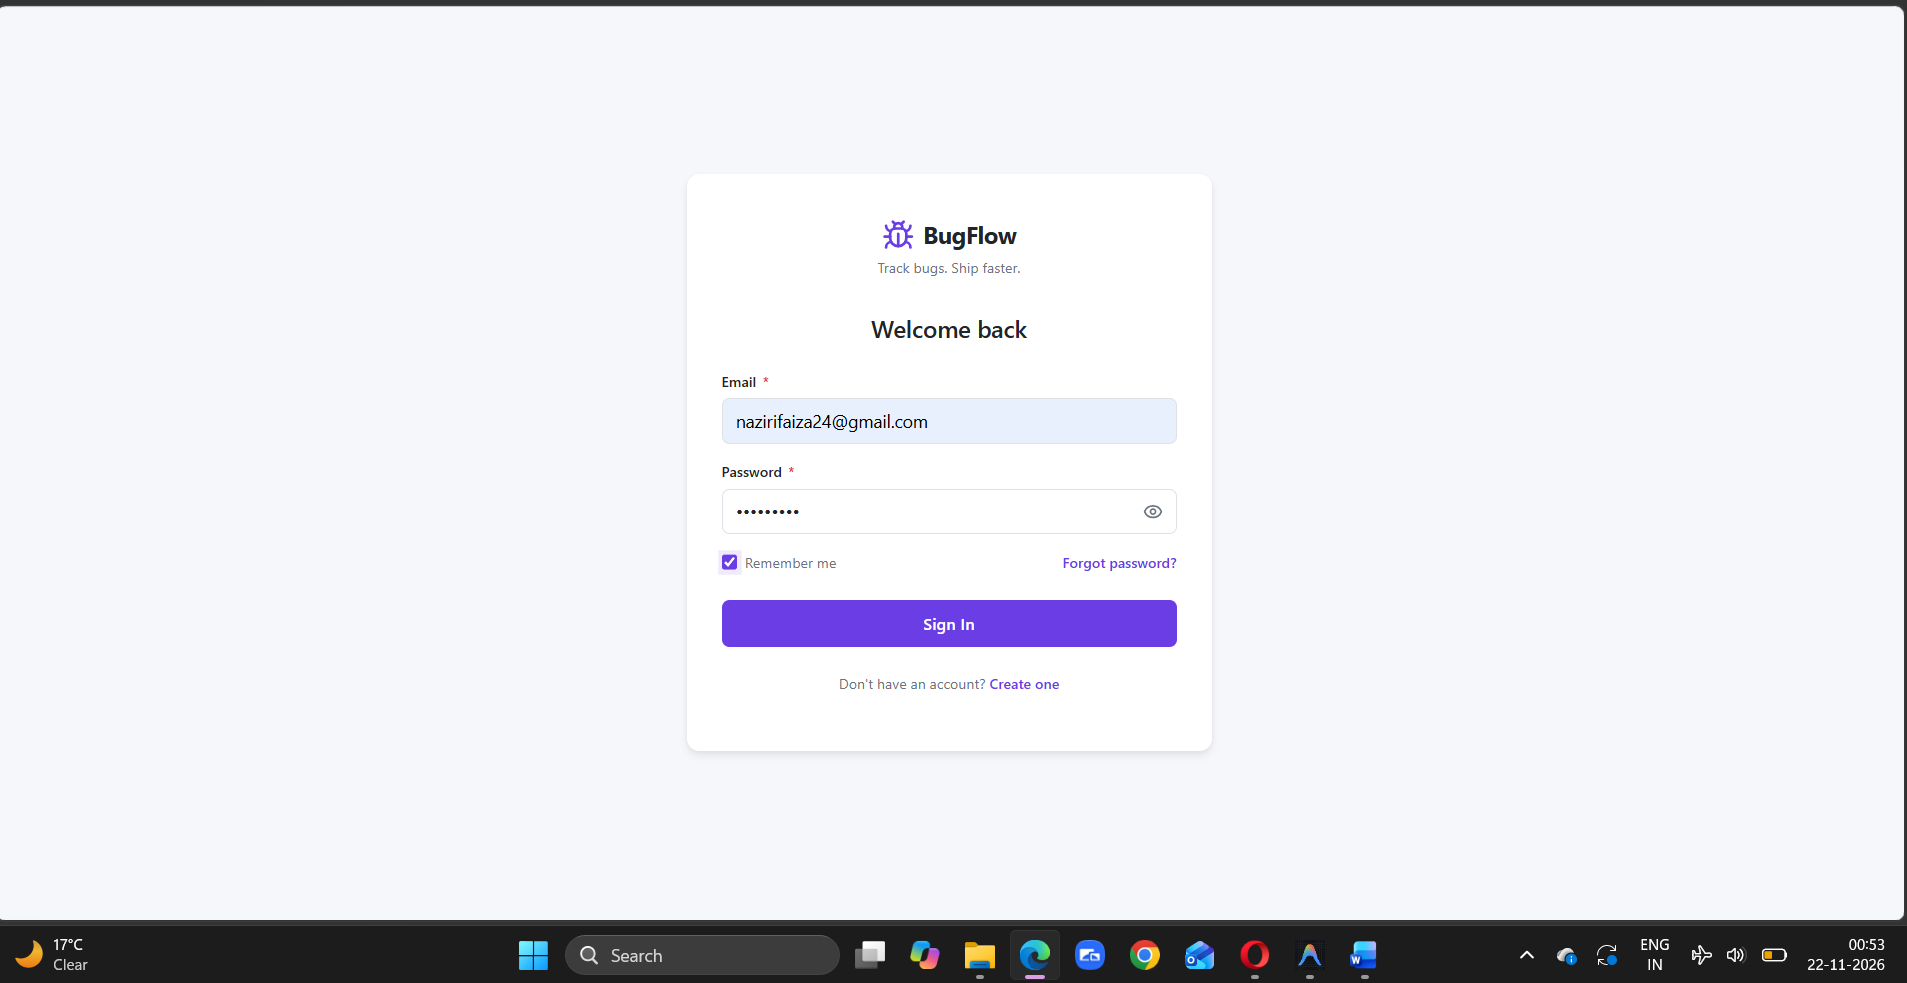 BugFlow
Track bugs. Ship faster.
Welcome back
Email *
nazirifaiza24@gmail.com
Password *
•••••••••
Remember me
Forgot password?
Sign In
Don't have an account? Create one
17°C
Clear
Search
ENG
IN
00:53
22-11-2026